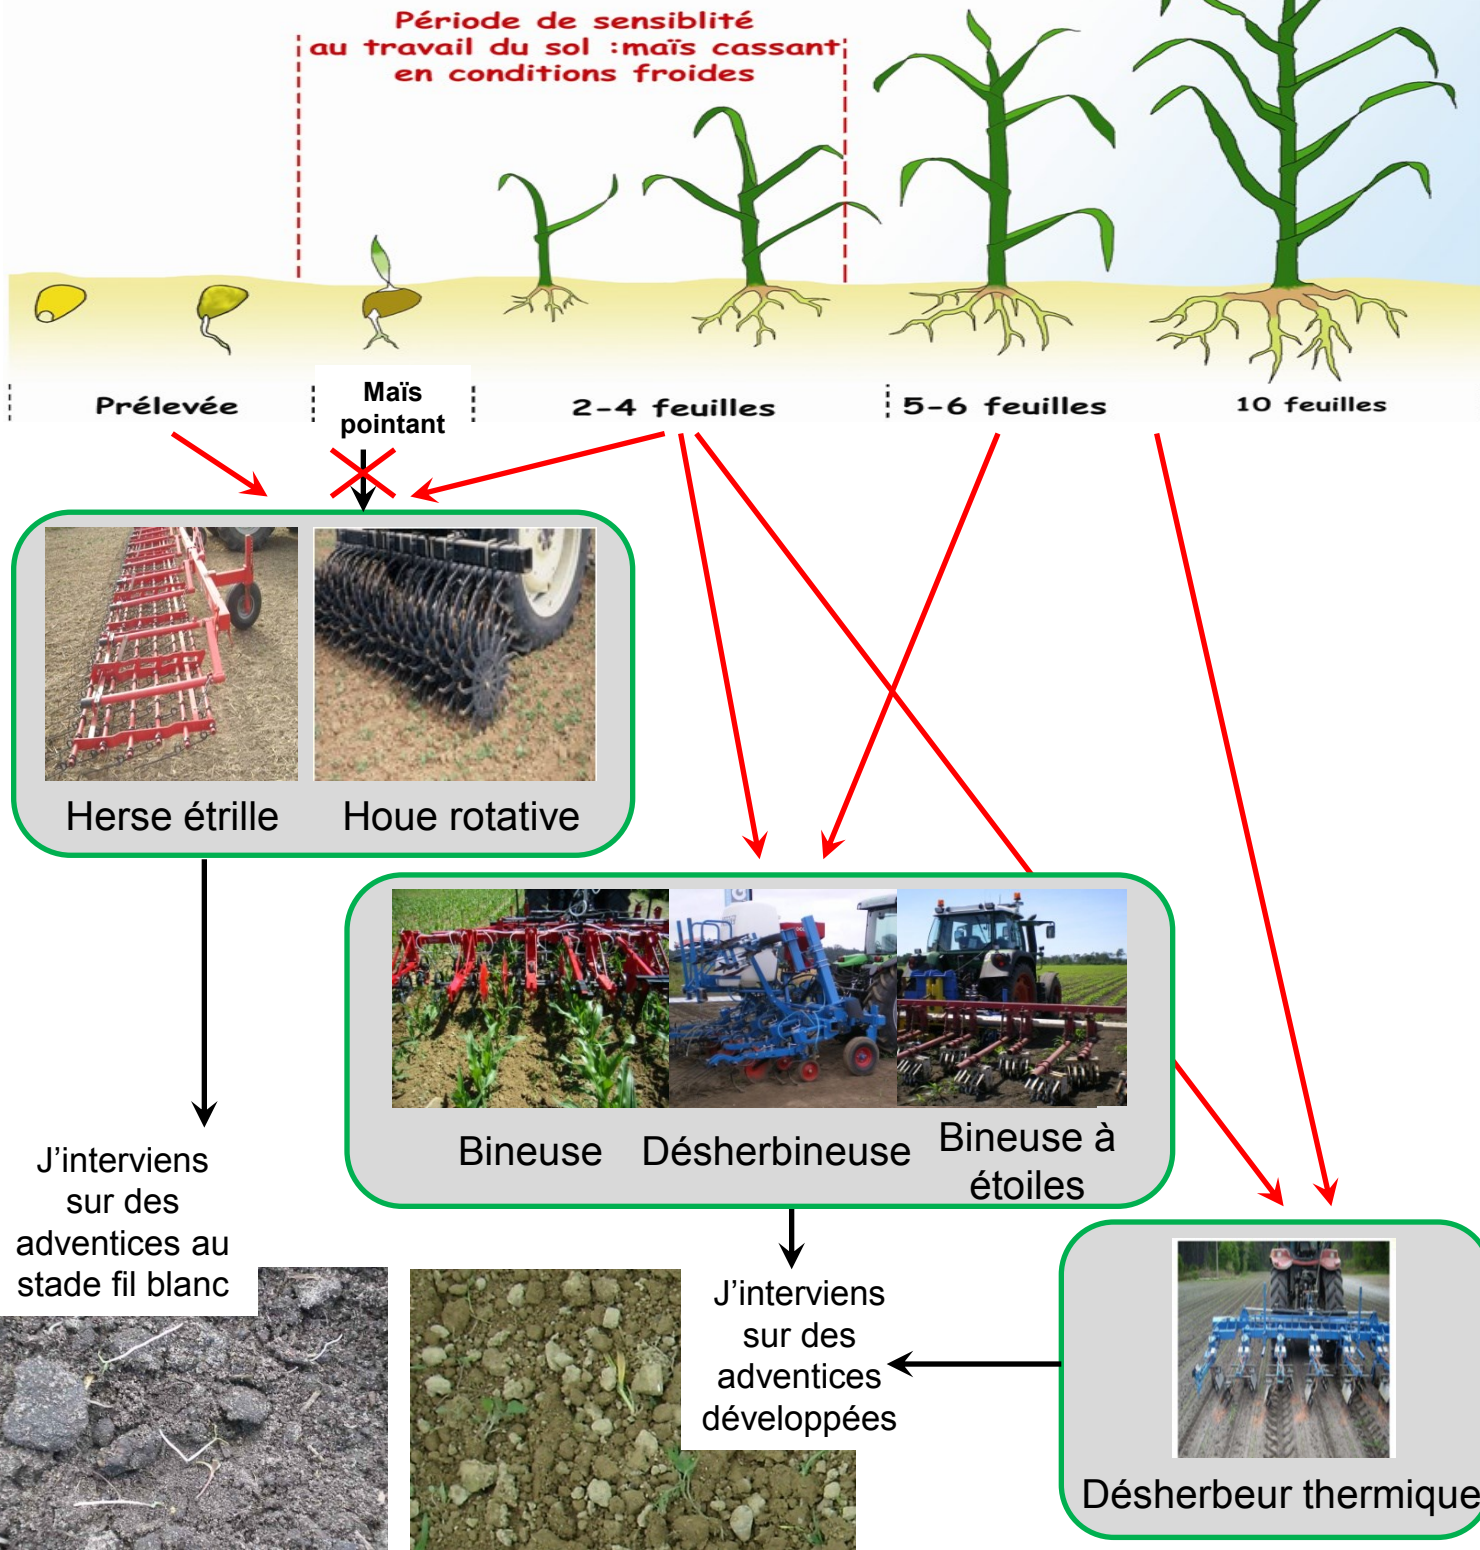 Période de sensiblité
au travail du sol :maïs cassant
en conditions froides
Prélevée
Maïs
pointant
2-4 feuilles
5-6 feuilles
10 feuilles
Herse étrille
Houe rotative
Bineuse
Désherbineuse
Bineuse à
étoiles
J'interviens
sur des
adventices au
stade fil blanc
J'interviens
sur des
adventices
développées
Désherbeur thermique